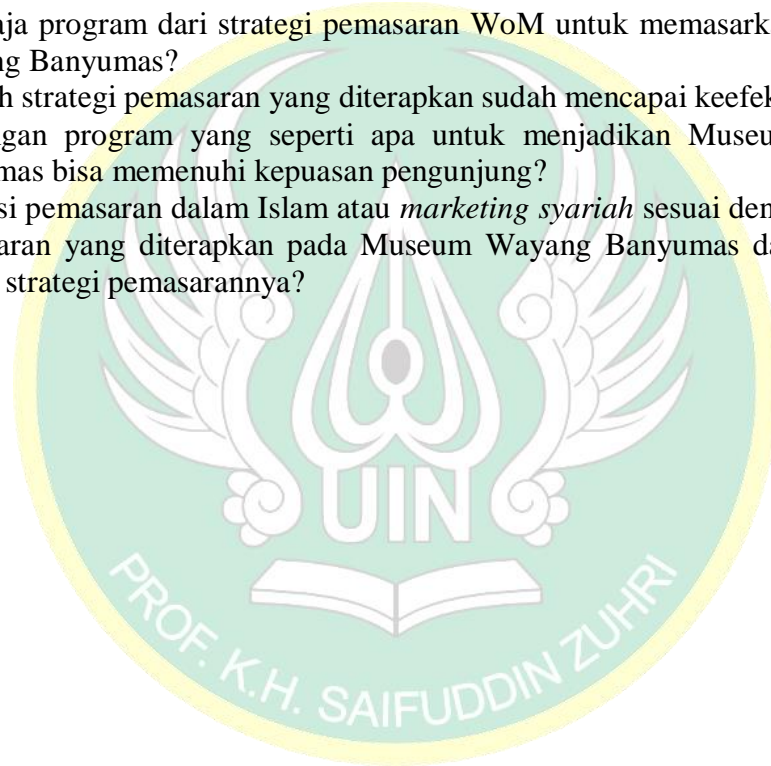 aja program dari strategi pemasaran WoM untuk memasark
ng Banyumas?
h strategi pemasaran yang diterapkan sudah mencapai keefek
gan program yang seperti apa untuk menjadikan Museu
mas bisa memenuhi kepuasan pengunjung?
si pemasaran dalam Islam atau marketing syariah sesuai den
aran yang diterapkan pada Museum Wayang Banyumas da
strategi pemasarannya?
UIN
PROF. K.H. SAIFUDDIN ZUHRI